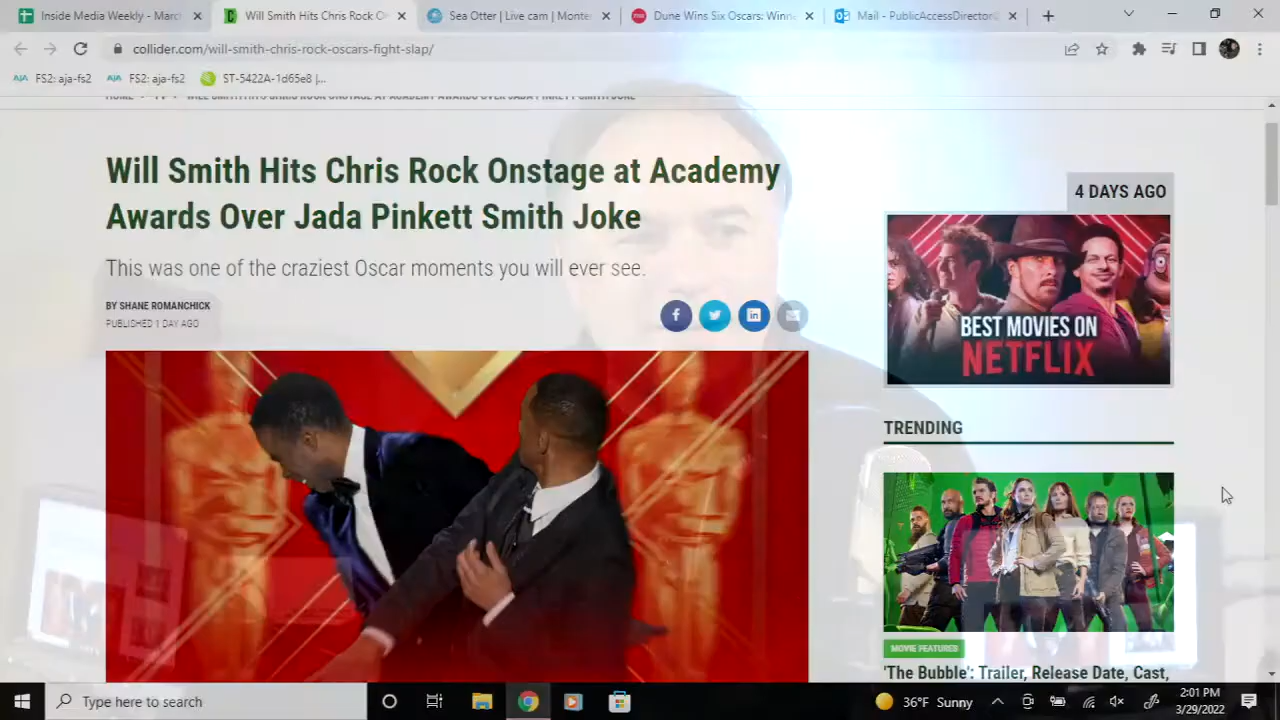 Inside Media Weekly - March
Will Smith Hits Chris Rock O
Sea Otter | Live cam | Monte
Dune Wins Six Oscars: Winne
Mail - PublicAccessDirector
collider.com/will-smith-chris-rock-oscars-fight-slap/
FS2: aja-fs2
FS2: aja-fs2
ST-5422A-1d65e8 |...
Will Smith Hits Chris Rock Onstage at Academy
Awards Over Jada Pinkett Smith Joke
This was one of the craziest Oscar moments you will ever see.
BY SHANE ROMANCHICK
PUBLISHED 1 DAY AGO
4 DAYS AGO
BEST MOVIES ON
NETFLIX
TRENDING
MOVIE FEATURES
'The Bubble': Trailer, Release Date, Cast,
Type here to search
36°F Sunny
2:01 PM
3/29/2022